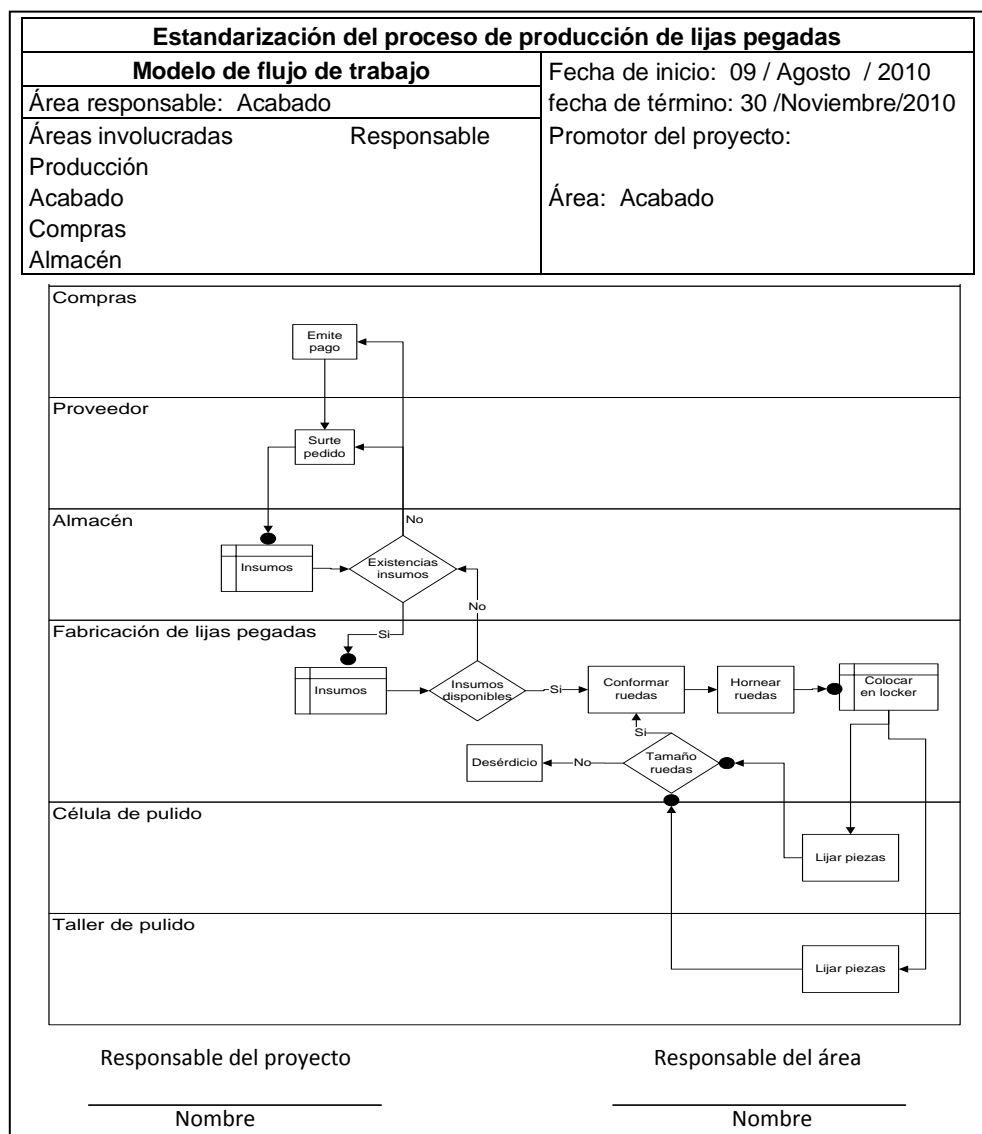 Estandarización del proceso de producción de lijas pegadas
Modelo de flujo de trabajo
Fecha de inicio: 09 / Agosto / 2010
Área responsable: Acabado
fecha de término: 30 /Noviembre/2010
Áreas involucradas Responsable
Promotor del proyecto:
Producción
Acabado
Área: Acabado
Compras
Almacén
Compras
Emite
pago
Proveedor
Surte
pedido
Almacén
No
Insumos
Existencias
insumos
No
Fabricación de lijas pegadas
Si
Insumos
Insumos
disponibles
Si
Conformar
ruedas
Hornear
ruedas
Colocar
en locker
Si
Desérdicio
No
Tamaño
ruedas
Célula de pulido
Lijar piezas
Taller de pulido
Lijar piezas
Responsable del proyecto
Responsable del área
Nombre
Nombre